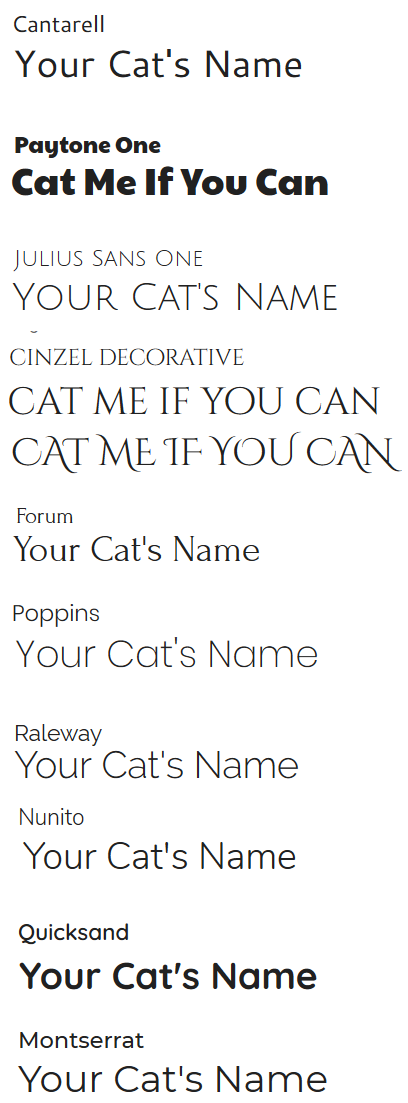 Cantarell
Your Cat's Name
Paytone One
Cat Me If You Can
Julius Sans One
Your Cat's Name
CINZEL DECORATIVE
CAT ME IF YOU CAN
CAT ME IF YOU CAN
Forum
Your Cat's Name
Poppins
Your Cat's Name
Raleway
Your Cat's Name
Nunito
Your Cat's Name
Quicksand
Your Cat's Name
Montserrat
Your Cat's Name